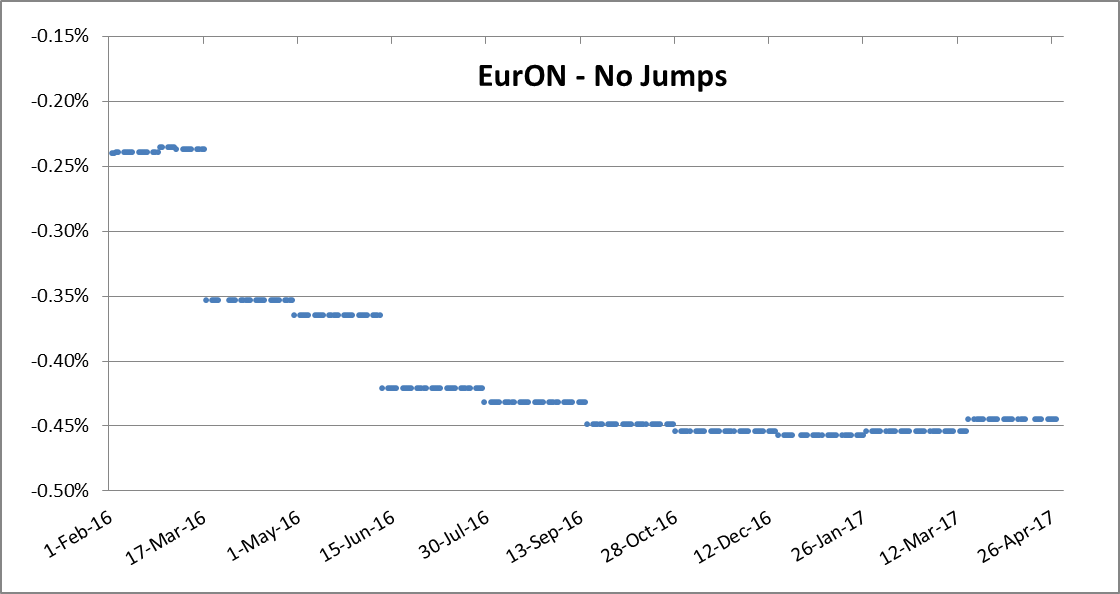 EurON - No Jumps
-0.15%
-0.20%
-0.25%
-0.30%
-0.35%
-0.40%
-0.45%
-0.50%
1-Feb-16
17-Mar-16
1-May-16
15-Jun-16
30-Jul-16
13-Sep-16
28-Oct-16
12-Dec-16
26-Jan-17
12-Mar-17
26-Apr-17